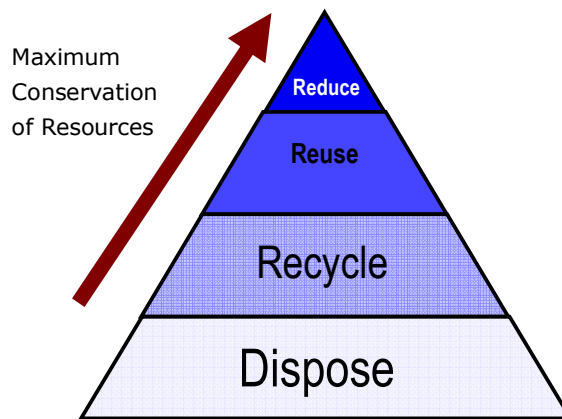 Maximum
Conservation
of Resources
Reduce
Reuse
Recycle
Dispose